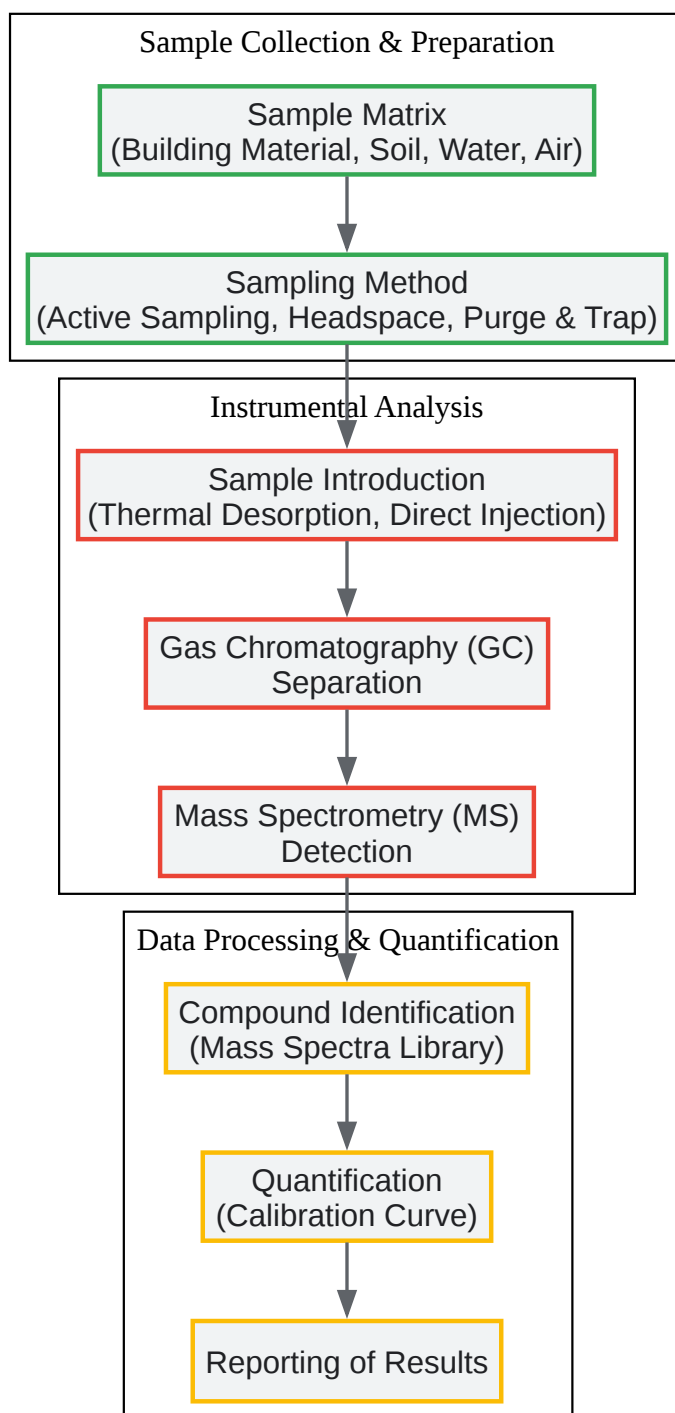 Sample Collection & Preparation
Sample Matrix
(Building Material, Soil, Water, Air)
Sampling Method
(Active Sampling, Headspace, Purge & Trap)
Instrumental Analysis
Sample Introduction
(Thermal Desorption, Direct Injection)
Gas Chromatography (GC)
Separation
Mass Spectrometry (MS)
Detection
Data Processing & Quantification
Compound Identification
(Mass Spectra Library)
Quantification
(Calibration Curve)
Reporting of Results